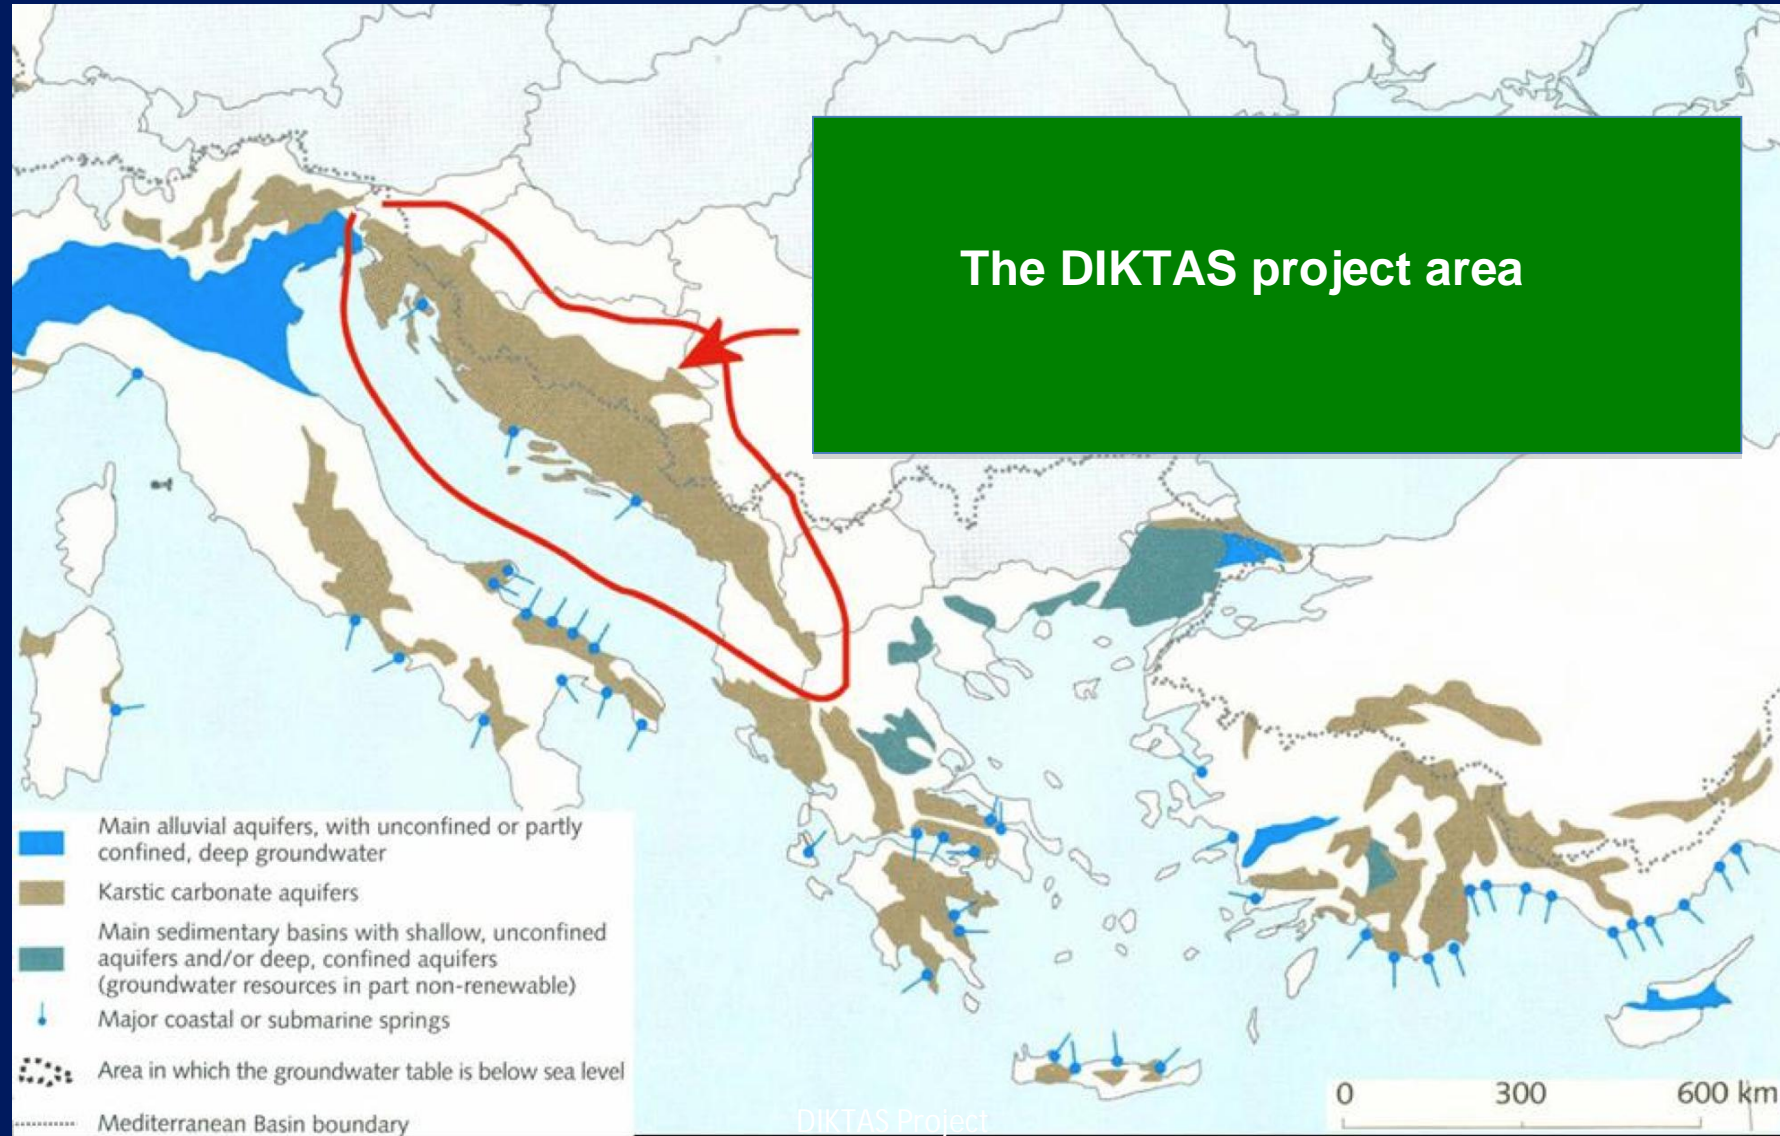 The DIKTAS project area
Main alluvial aquifers, with unconfined or partly
confined, deep groundwater
Karstic carbonate aquifers
Main sedimentary basins with shallow, unconfined
aquifers and/or deep, confined aquifers
(groundwater resources in part non-renewable)
Major coastal or submarine springs
Area in which the groundwater table is below sea level
Mediterranean Basin boundary
0 300 600 km
DIKTAS Project